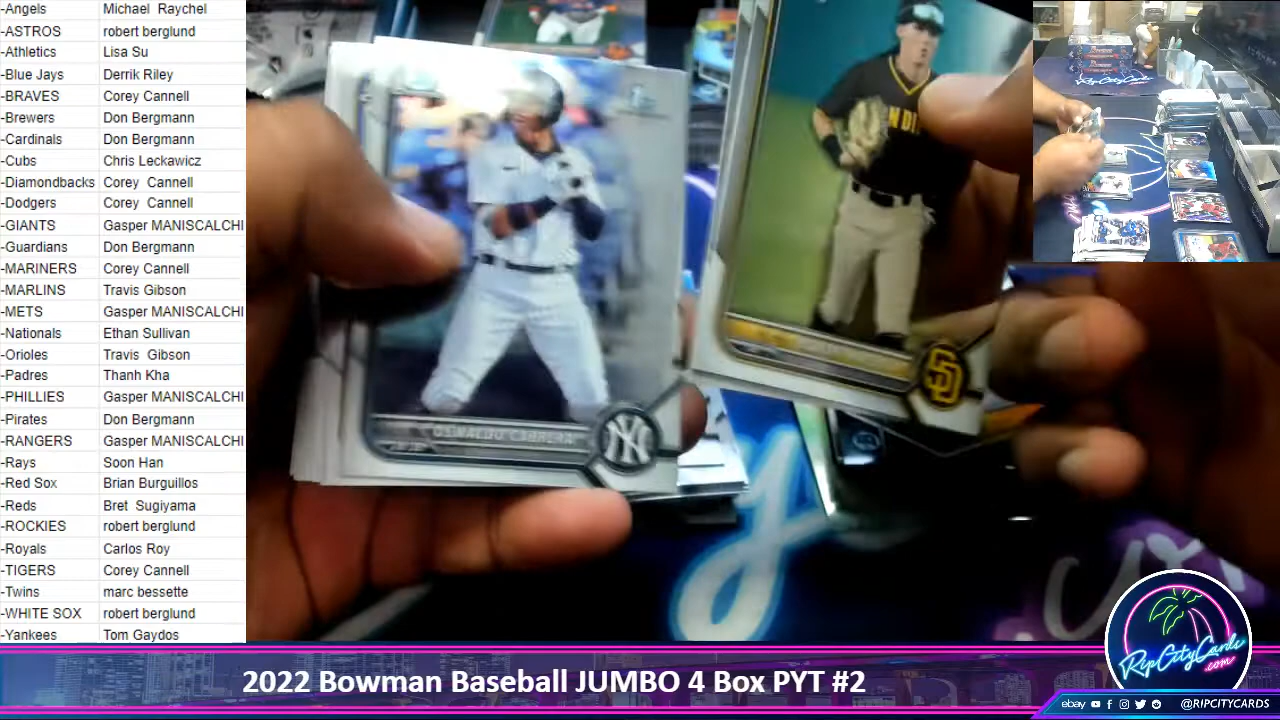 -Angels Michael Raychel
-ASTROS robert berglund
-Athletics Lisa Su
-Blue Jays Derrik Riley
-BRAVES Corey Cannell
-Brewers Don Bergmann
-Cardinals Don Bergmann
-Cubs Chris Leckawicz
-Diamondbacks Corey Cannell
-Dodgers Corey Cannell
-GIANTS Gasper MANISCALCHI
-Guardians Don Bergmann
-MARINERS Corey Cannell
-MARLINS Travis Gibson
-METS Gasper MANISCALCHI
-Nationals Ethan Sullivan
-Orioles Travis Gibson
-Padres Thanh Kha
-PHILLIES Gasper MANISCALCHI
-Pirates Don Bergmann
-RANGERS Gasper MANISCALCHI
-Rays Soon Han
-Red Sox Brian Burguillos
-Reds Bret Sugiyama
-ROCKIES robert berglund
-Royals Carlos Roy
-TIGERS Corey Cannell
-Twins marc bessette
-WHITE SOX robert berglund
-Yankees Tom Gaydos
OSWALDO CABRERA
NY
SD
RipCityCards
.com
2022 Bowman Baseball JUMBO 4 Box PYT #2
ebay @RIPCITYCARDS